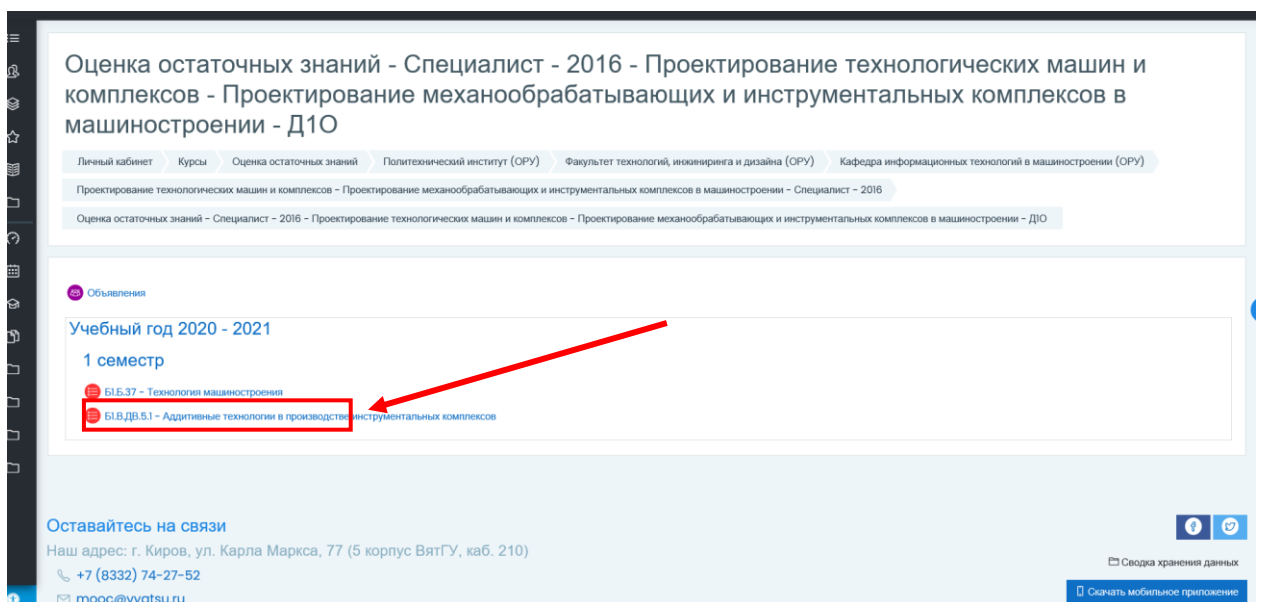 Оценка остаточных знаний - Специалист - 2016 - Проектирование технологических машин и
комплексов - Проектирование механообрабатывающих и инструментальных комплексов в
машиностроении - Д1О
Личный кабинет Курсы Оценка остаточных знаний Политехнический институт (ОРУ) Факультет технологий, инжиниринга и дизайна (ОРУ) Кафедра информационных технологий в машиностроении (ОРУ)
Проектирование технологических машин и комплексов - Проектирование механообрабатывающих и инструментальных комплексов в машиностроении - Специалист - 2016
Оценка остаточных знаний - Специалист - 2016 - Проектирование технологических машин и комплексов - Проектирование механообрабатывающих и инструментальных комплексов в машиностроении - Д1О
Объявления
Учебный год 2020 - 2021
1 семестр
Б1.Б.37 - Технология машиностроения
Б1.В.ДВ.5.1 - Аддитивные технологии в производстве инструментальных комплексов
Оставайтесь на связи
Наш адрес: г. Киров, ул. Карла Маркса, 77 (5 корпус ВятГУ, каб. 210)
Сводка хранения данных
+7 (8332) 74-27-52
Скачать мобильное приложение
mooc@vyatsu.ru